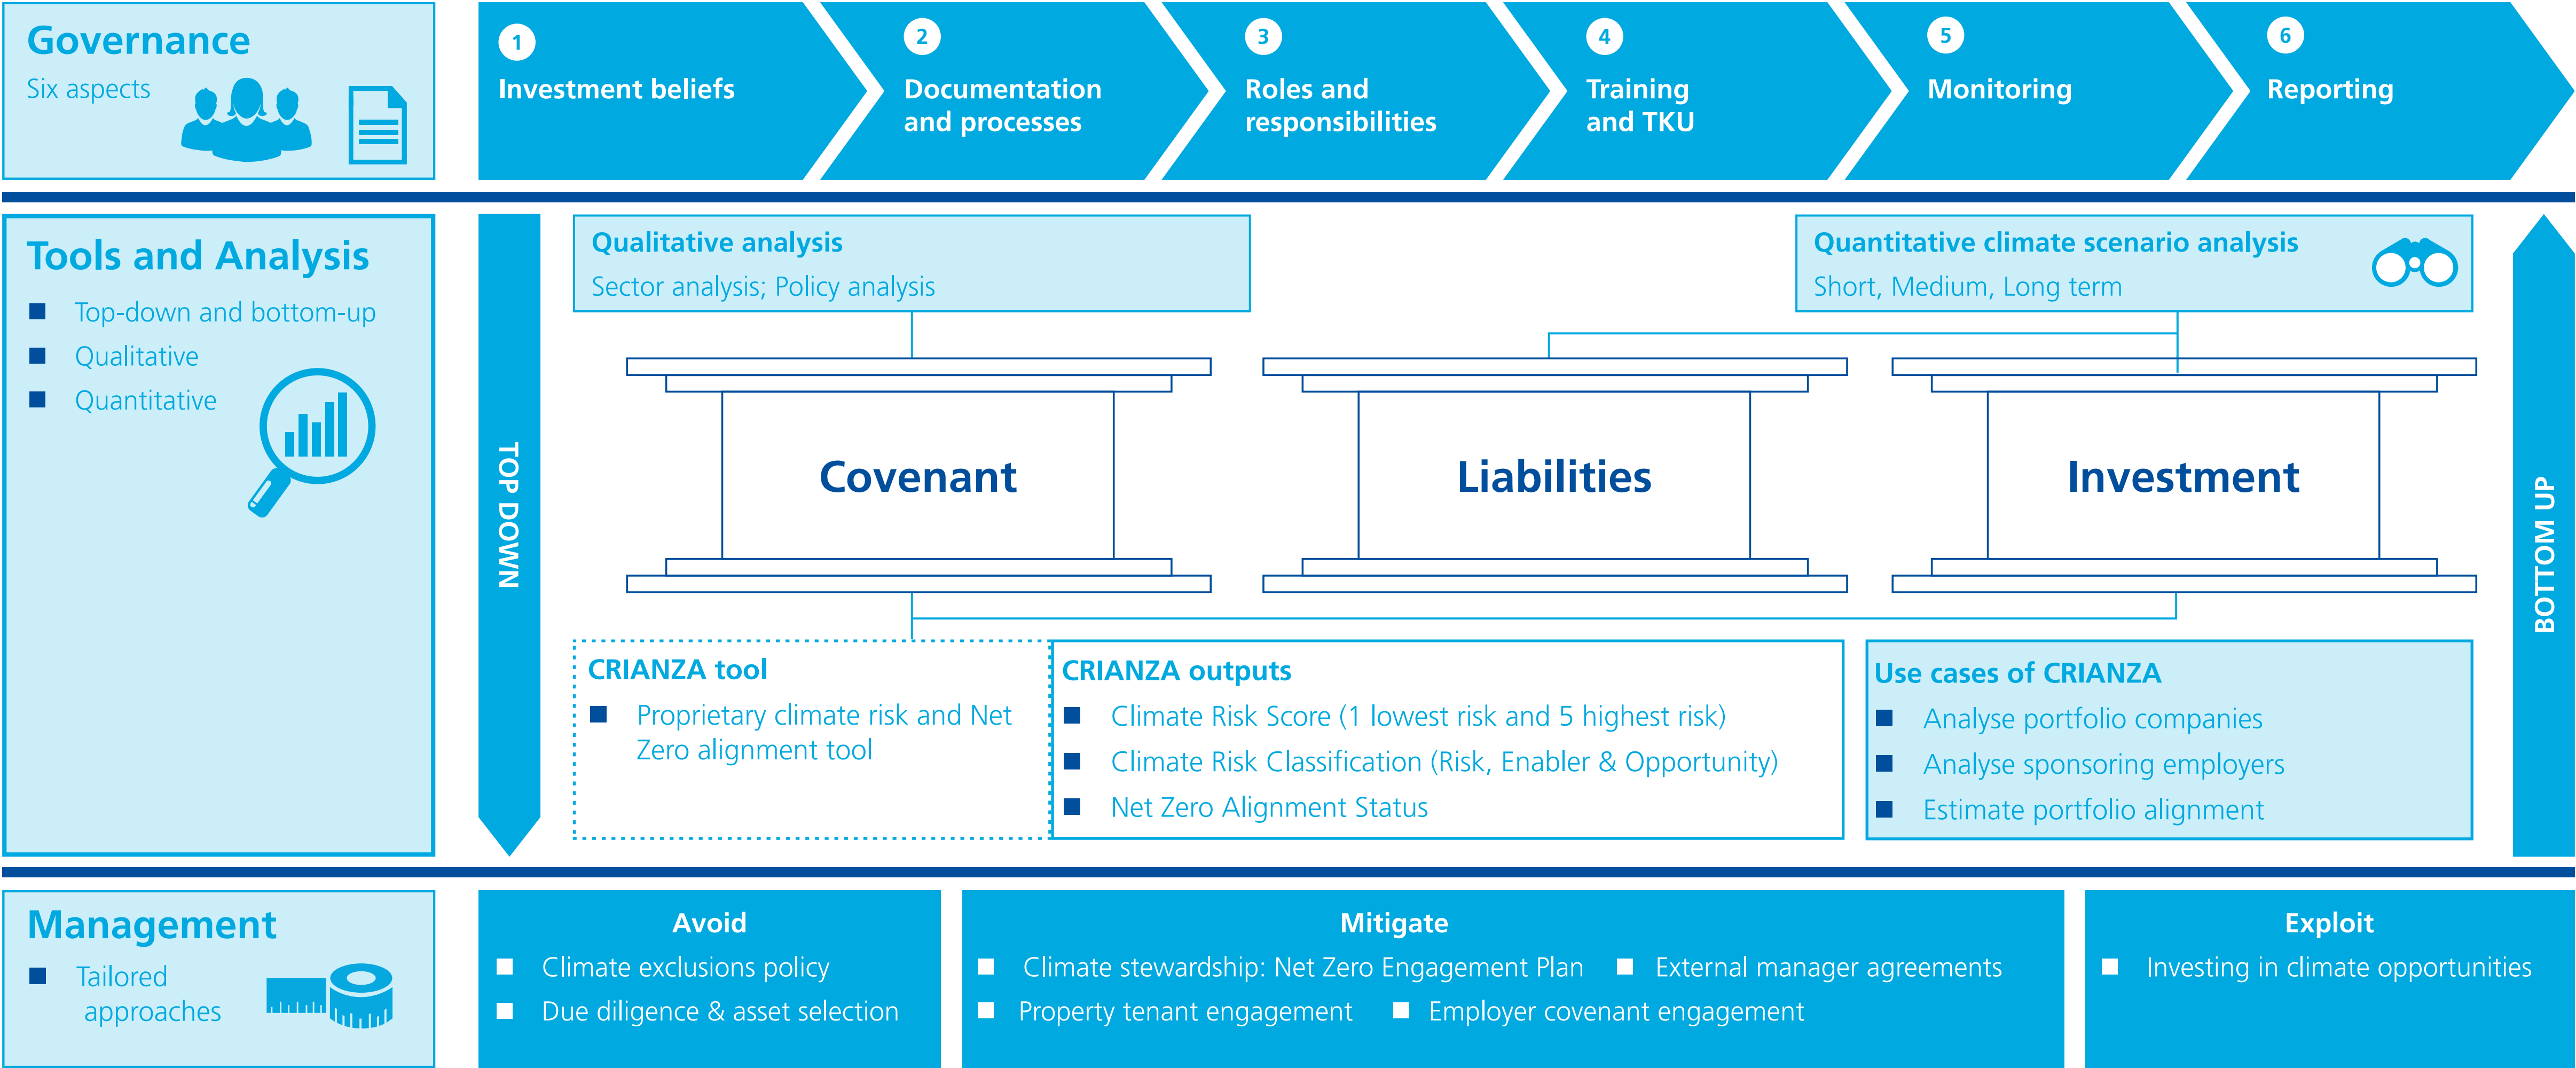 Governance
Six aspects
1
Investment beliefs
2
Documentation
and processes
3
Roles and
responsibilities
4
Training
and TKU
5
Monitoring
6
Reporting
Tools and Analysis
Top-down and bottom-up
Qualitative
Quantitative
TOP DOWN
Qualitative analysis
Sector analysis; Policy analysis
Quantitative climate scenario analysis
Short, Medium, Long term
Covenant
Liabilities
Investment
BOTTOM UP
CRIANZA tool
Proprietary climate risk and Net
Zero alignment tool
CRIANZA outputs
Climate Risk Score (1 lowest risk and 5 highest risk)
Climate Risk Classification (Risk, Enabler & Opportunity)
Net Zero Alignment Status
Use cases of CRIANZA
Analyse portfolio companies
Analyse sponsoring employers
Estimate portfolio alignment
Management
Tailored
approaches
Avoid
Climate exclusions policy
Due diligence & asset selection
Mitigate
Climate stewardship: Net Zero Engagement Plan External manager agreements
Property tenant engagement Employer covenant engagement
Exploit
Investing in climate opportunities